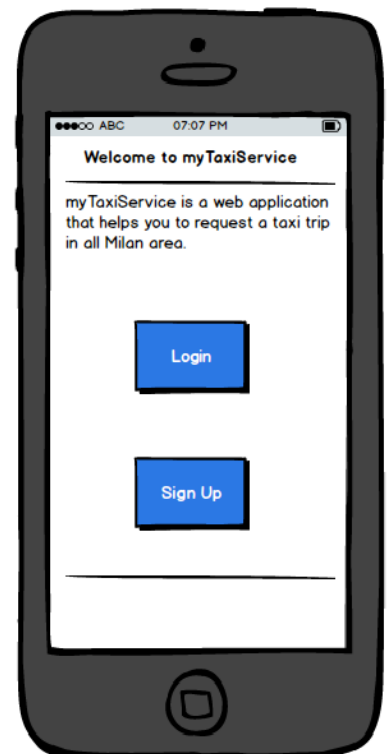 ABC 07:07 PM
Welcome to myTaxiService
myTaxiService is a web application
that helps you to request a taxi trip
in all Milan area.
Login
Sign Up